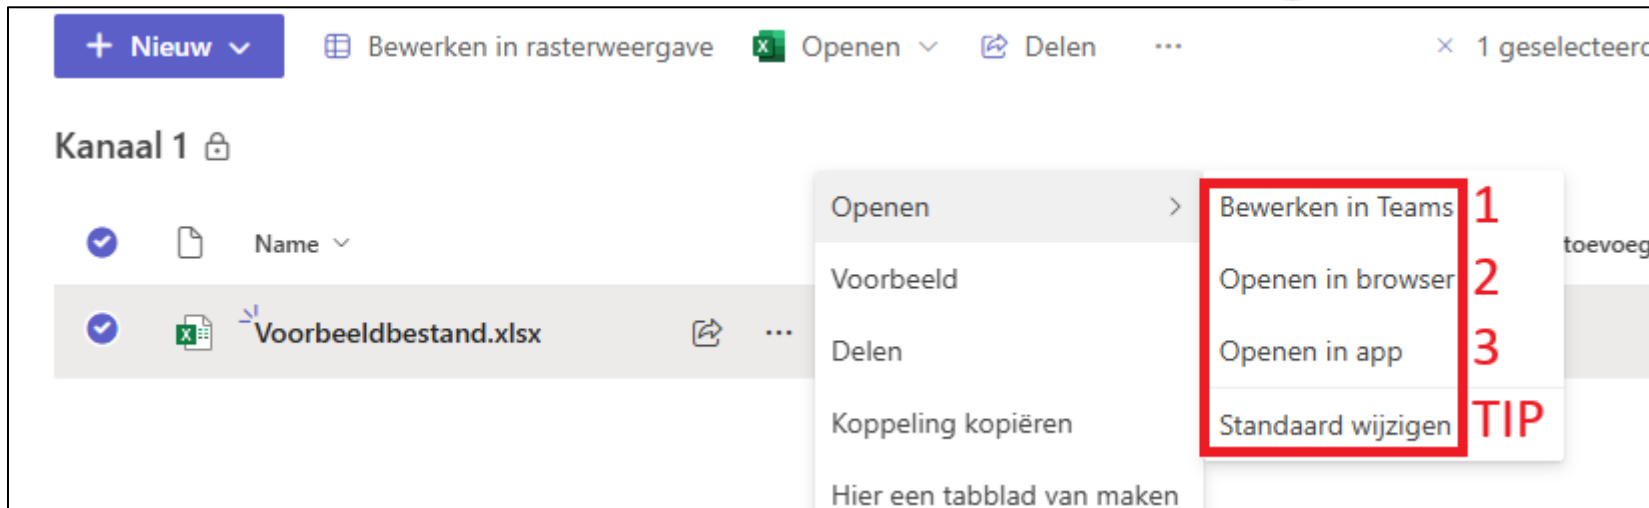 Nieuw
Bewerken in rasterweergave
Openen
Delen
...
1 geselecteerd
Kanaal 1
Name
toevoeg
Voorbeeldbestand.xlsx
...
Openen
Voorbeeld
Delen
Koppeling kopiëren
Hier een tabblad van maken
Bewerken in Teams 1
Openen in browser 2
Openen in app 3
Standaard wijzigen TIP